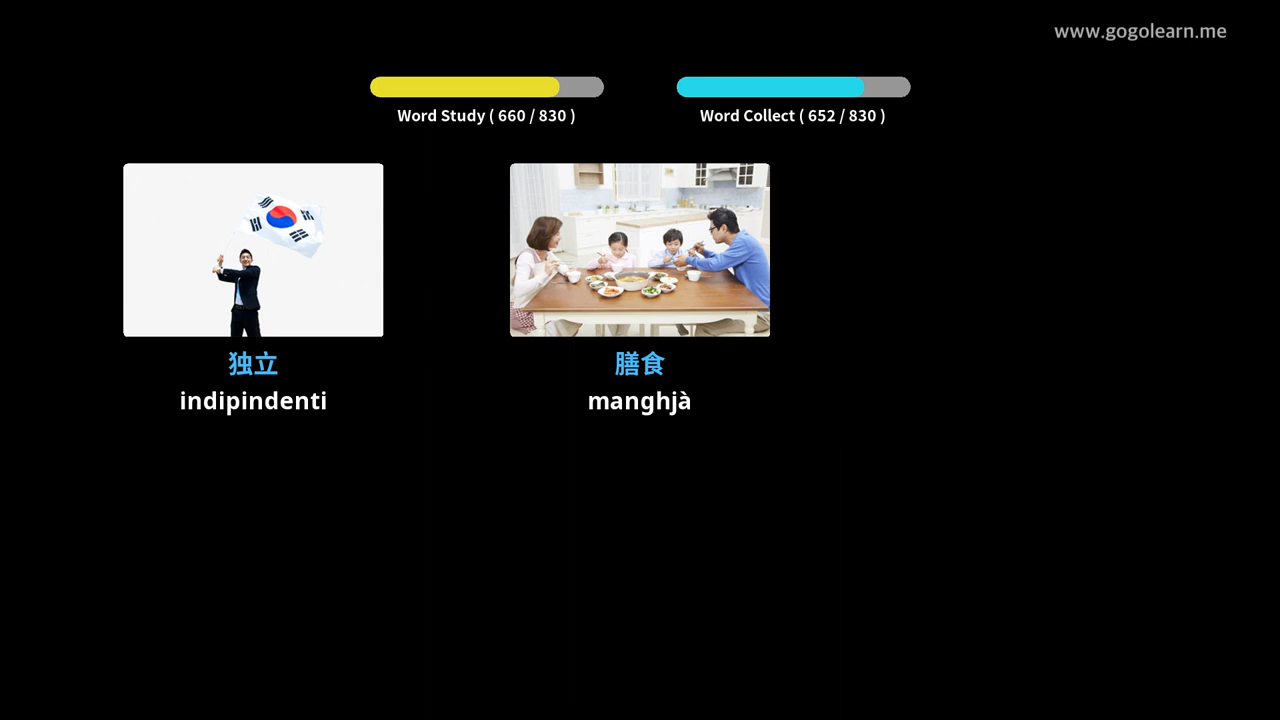 www.gogolearn.me
Word Study ( 660 / 830 )
Word Collect ( 652 / 830 )
独立
indipindenti
膳食
manghjà